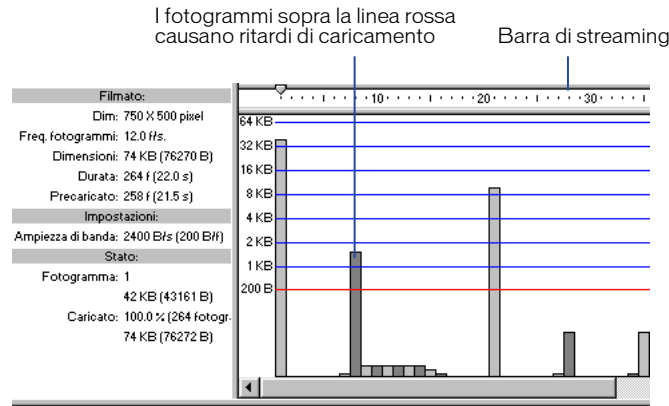 I fotogrammi sopra la linea rossa
causano ritardi di caricamento
Barra di streaming
Filmato:
Dim: 750 X 500 pixel
Freq. fotogrammi: 12.0 f/s.
Dimensioni: 74 KB (76270 B)
Durata: 264 f (22.0 s)
Precaricato: 258 f (21.5 s)
Impostazioni:
Ampiezza di banda: 2400 B/s (200 B/f)
Stato:
Fotogramma: 1
42 KB (43161 B)
Caricato: 100.0 % (264 fotogr.
74 KB (76272 B)
10
20
30
64 KB
32 KB
16 KB
8 KB
4 KB
2 KB
1 KB
200 B